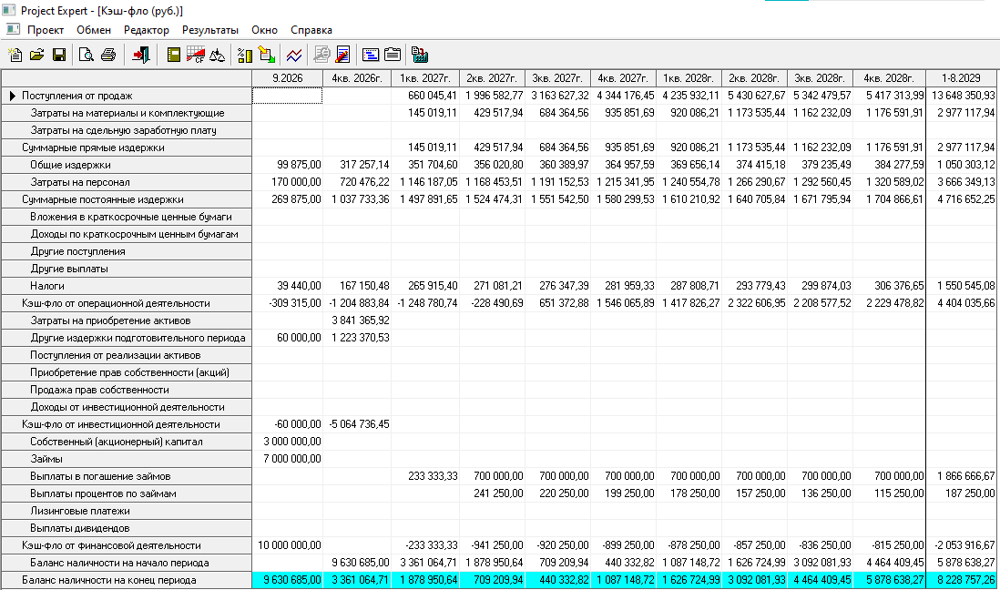 Project Expert - [Кэш-фло (руб.)]
Проект Обмен Редактор Результаты Окно Справка
9.2026 4кв. 2026г. 1кв. 2027г. 2кв. 2027г. 3кв. 2027г. 4кв. 2027г. 1кв. 2028г. 2кв. 2028г. 3кв. 2028г. 4кв. 2028г. 1-8.2029
Поступления от продаж 660 045,41 1 996 582,77 3 163 627,32 4 344 176,45 4 235 932,11 5 430 627,67 5 342 479,57 5 417 313,99 13 648 350,93
Затраты на материалы и комплектующие 145 019,11 429 517,94 684 364,56 935 851,69 920 086,21 1 173 535,44 1 162 232,09 1 176 591,91 2 977 117,94
Затраты на сдельную заработную плату
Суммарные прямые издержки 145 019,11 429 517,94 684 364,56 935 851,69 920 086,21 1 173 535,44 1 162 232,09 1 176 591,91 2 977 117,94
Общие издержки 99 875,00 317 257,14 351 704,60 356 020,80 360 389,97 364 957,59 369 656,14 374 415,18 379 235,49 384 277,59 1 050 303,12
Затраты на персонал 170 000,00 720 476,22 1 146 187,05 1 168 453,51 1 191 152,53 1 215 341,95 1 240 554,78 1 266 290,67 1 292 560,45 1 320 589,02 3 666 349,13
Суммарные постоянные издержки 269 875,00 1 037 733,36 1 497 891,65 1 524 474,31 1 551 542,50 1 580 299,53 1 610 210,92 1 640 705,84 1 671 795,94 1 704 866,61 4 716 652,25
Вложения в краткосрочные ценные бумаги
Доходы по краткосрочным ценным бумагам
Другие поступления
Другие выплаты
Налоги 39 440,00 167 150,48 265 915,40 271 081,21 276 347,39 281 959,33 287 808,71 293 779,43 299 874,03 306 376,65 1 550 545,08
Кэш-фло от операционной деятельности -309 315,00 -1 204 883,84 -1 248 780,74 -228 490,69 651 372,88 1 546 065,89 1 417 826,27 2 322 606,95 2 208 577,52 2 229 478,82 4 404 035,66
Затраты на приобретение активов 3 841 365,92
Другие издержки подготовительного периода 60 000,00 1 223 370,53
Поступления от реализации активов
Приобретение прав собственности (акций)
Продажа прав собственности
Доходы от инвестиционной деятельности
Кэш-фло от инвестиционной деятельности -60 000,00 -5 064 736,45
Собственный (акционерный) капитал 3 000 000,00
Займы 7 000 000,00
Выплаты в погашение займов 233 333,33 700 000,00 700 000,00 700 000,00 700 000,00 700 000,00 700 000,00 700 000,00 1 866 666,67
Выплаты процентов по займам 241 250,00 220 250,00 199 250,00 178 250,00 157 250,00 136 250,00 115 250,00 187 250,00
Лизинговые платежи
Выплаты дивидендов
Кэш-фло от финансовой деятельности 10 000 000,00 -233 333,33 -941 250,00 -920 250,00 -899 250,00 -878 250,00 -857 250,00 -836 250,00 -815 250,00 -2 053 916,67
Баланс наличности на начало периода 9 630 685,00 3 361 064,71 1 878 950,64 709 209,94 440 332,82 1 087 148,72 1 626 724,99 3 092 081,93 4 464 409,45 5 878 638,27
Баланс наличности на конец периода 9 630 685,00 3 361 064,71 1 878 950,64 709 209,94 440 332,82 1 087 148,72 1 626 724,99 3 092 081,93 4 464 409,45 5 878 638,27 8 228 757,26